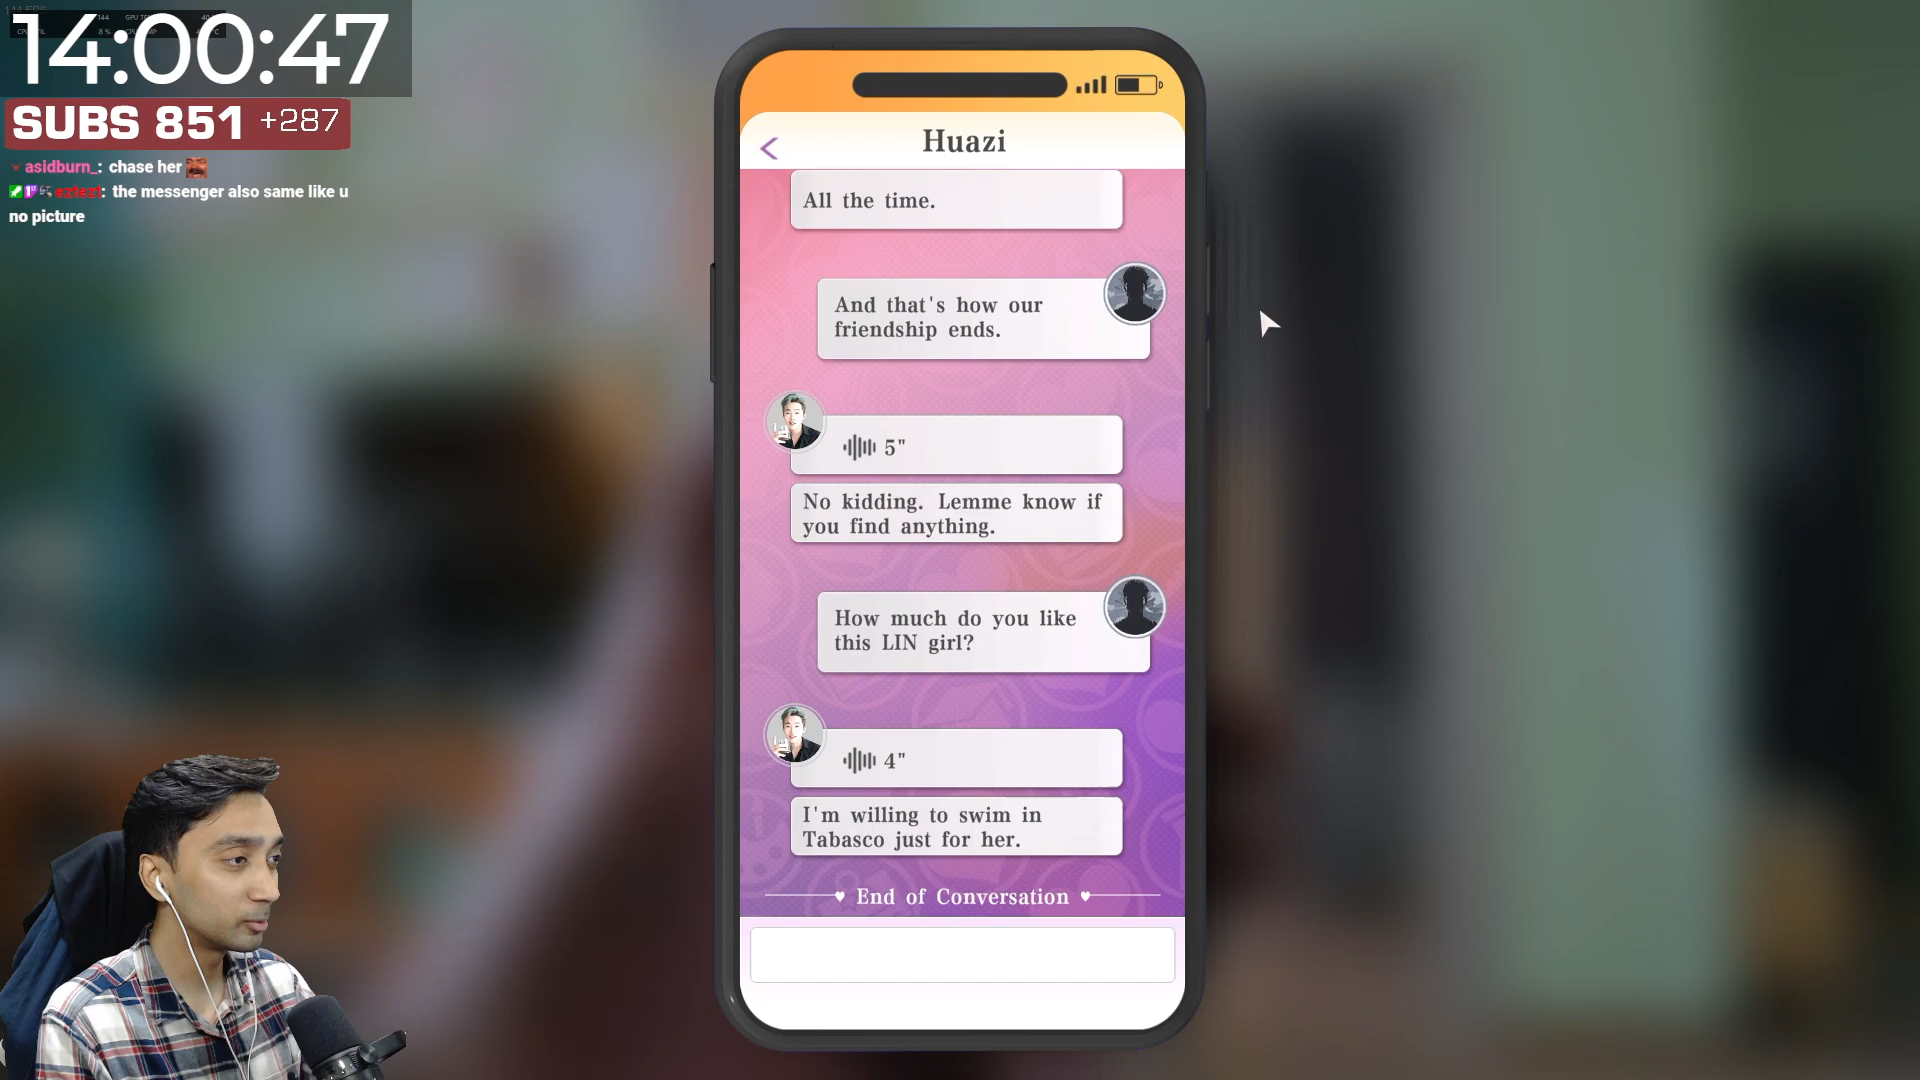 14:00:47
SUBS 851 +287
asidburn_: chase her
eztezt: the messenger also same like u
no picture
Huazi
All the time.
And that's how our
friendship ends.
5"
No kidding. Lemme know if
you find anything.
How much do you like
this LIN girl?
4"
I'm willing to swim in
Tabasco just for her.
End of Conversation